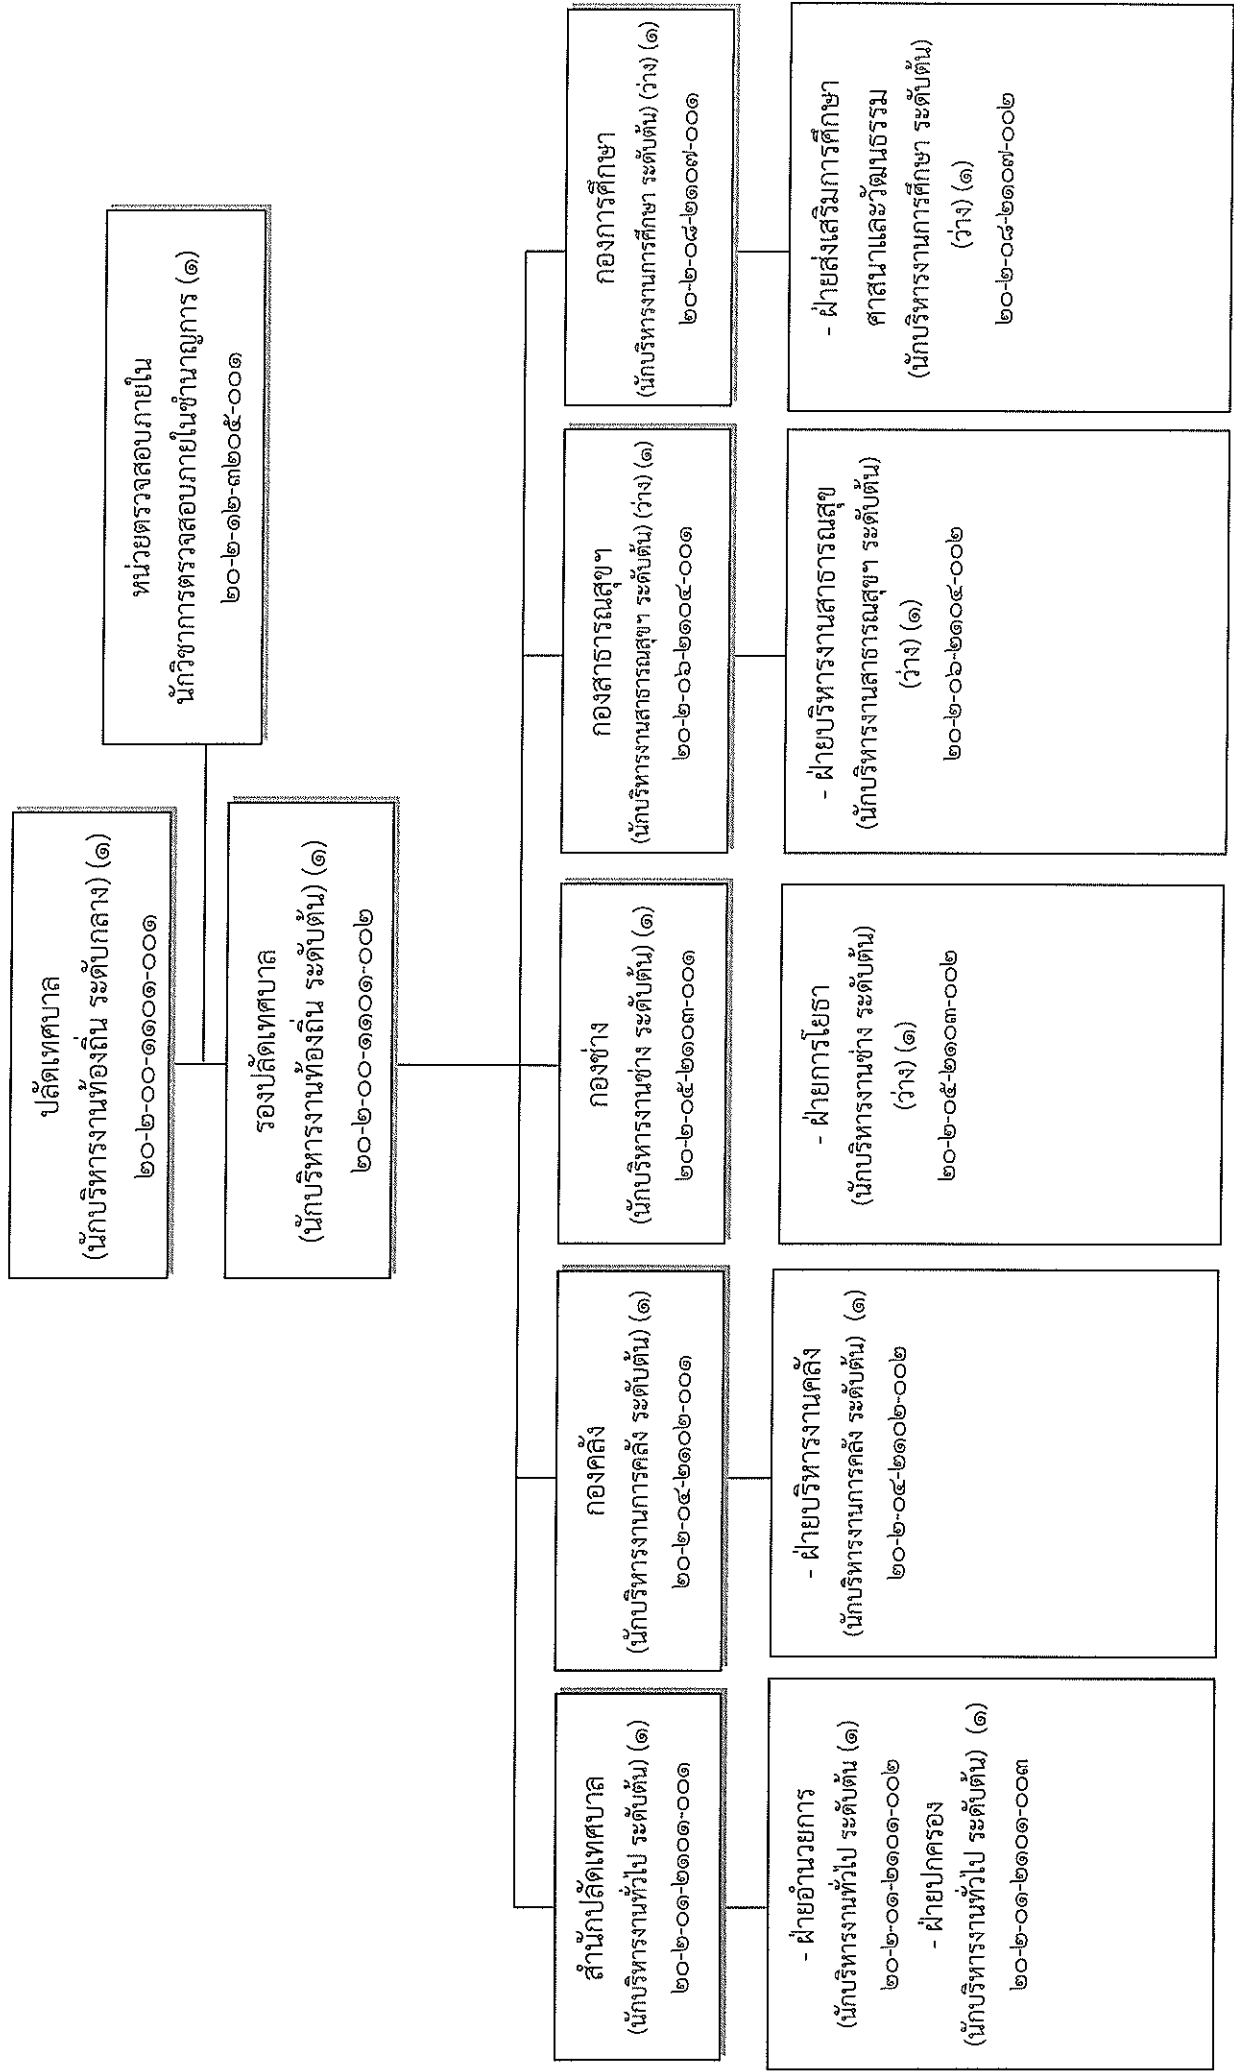 ปลัดเทศบาล
(นักบริหารงานท้องถิ่น ระดับกลาง) (๑)
๒๐-๒-๐๐-๑๑๐๑-๐๐๑
หน่วยตรวจสอบภายใน
นักวิชาการตรวจสอบภายในชำนาญการ (๑)
๒๐-๒-๑๒-๓๒๐๕-๐๐๑
รองปลัดเทศบาล
(นักบริหารงานท้องถิ่น ระดับต้น) (๑)
๒๐-๒-๐๐-๑๑๐๑-๐๐๒
สำนักปลัดเทศบาล
(นักบริหารงานทั่วไป ระดับต้น) (๑)
๒๐-๒-๐๑-๒๑๐๑-๐๐๑
กองคลัง
(นักบริหารงานการคลัง ระดับต้น) (๑)
๒๐-๒-๐๔-๒๑๐๒-๐๐๑
กองช่าง
(นักบริหารงานช่าง ระดับต้น) (๑)
๒๐-๒-๐๕-๒๑๐๓-๐๐๑
กองสาธารณสุขฯ
(นักบริหารงานสาธารณสุขฯ ระดับต้น) (ว่าง) (๑)
๒๐-๒-๐๖-๒๑๐๔-๐๐๑
กองการศึกษา
(นักบริหารงานการศึกษา ระดับต้น) (ว่าง) (๑)
๒๐-๒-๐๘-๒๑๐๗-๐๐๑
- ฝ่ายอำนวยการ
(นักบริหารงานทั่วไป ระดับต้น (๑)
๒๐-๒-๐๑-๒๑๐๑-๐๐๒
- ฝ่ายปกครอง
(นักบริหารงานทั่วไป ระดับต้น) (๑)
๒๐-๒-๐๑-๒๑๐๑-๐๐๓
- ฝ่ายบริหารงานคลัง
(นักบริหารงานการคลัง ระดับต้น) (๑)
๒๐-๒-๐๔-๒๑๐๒-๐๐๒
- ฝ่ายการโยธา
(นักบริหารงานช่าง ระดับต้น)
(ว่าง) (๑)
๒๐-๒-๐๕-๒๑๐๓-๐๐๒
- ฝ่ายบริหารงานสาธารณสุข
(นักบริหารงานสาธารณสุขฯ ระดับต้น)
(ว่าง) (๑)
๒๐-๒-๐๖-๒๑๐๔-๐๐๒
- ฝ่ายส่งเสริมการศึกษา
ศาสนาและวัฒนธรรม
(นักบริหารงานการศึกษา ระดับต้น)
(ว่าง) (๑)
๒๐-๒-๐๘-๒๑๐๗-๐๐๒